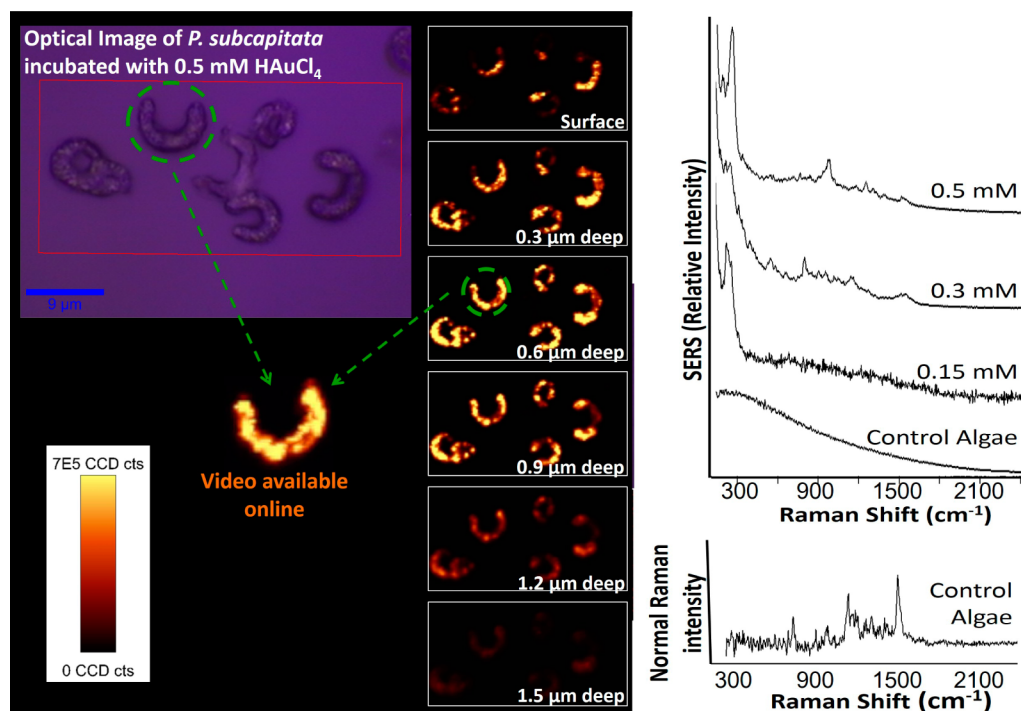 Optical Image of P. subcapitata
incubated with 0.5 mM HAuCl4
9 μm
Surface
0.3 μm deep
0.6 μm deep
0.9 μm deep
1.2 μm deep
1.5 μm deep
Video available
online
7E5 CCD cts
0 CCD cts
SERS (Relative Intensity)
0.5 mM
0.3 mM
0.15 mM
Control Algae
300 900 1500 2100
Raman Shift (cm-1)
Normal Raman
intensity
Control
Algae
300 900 1500 2100
Raman Shift (cm-1)